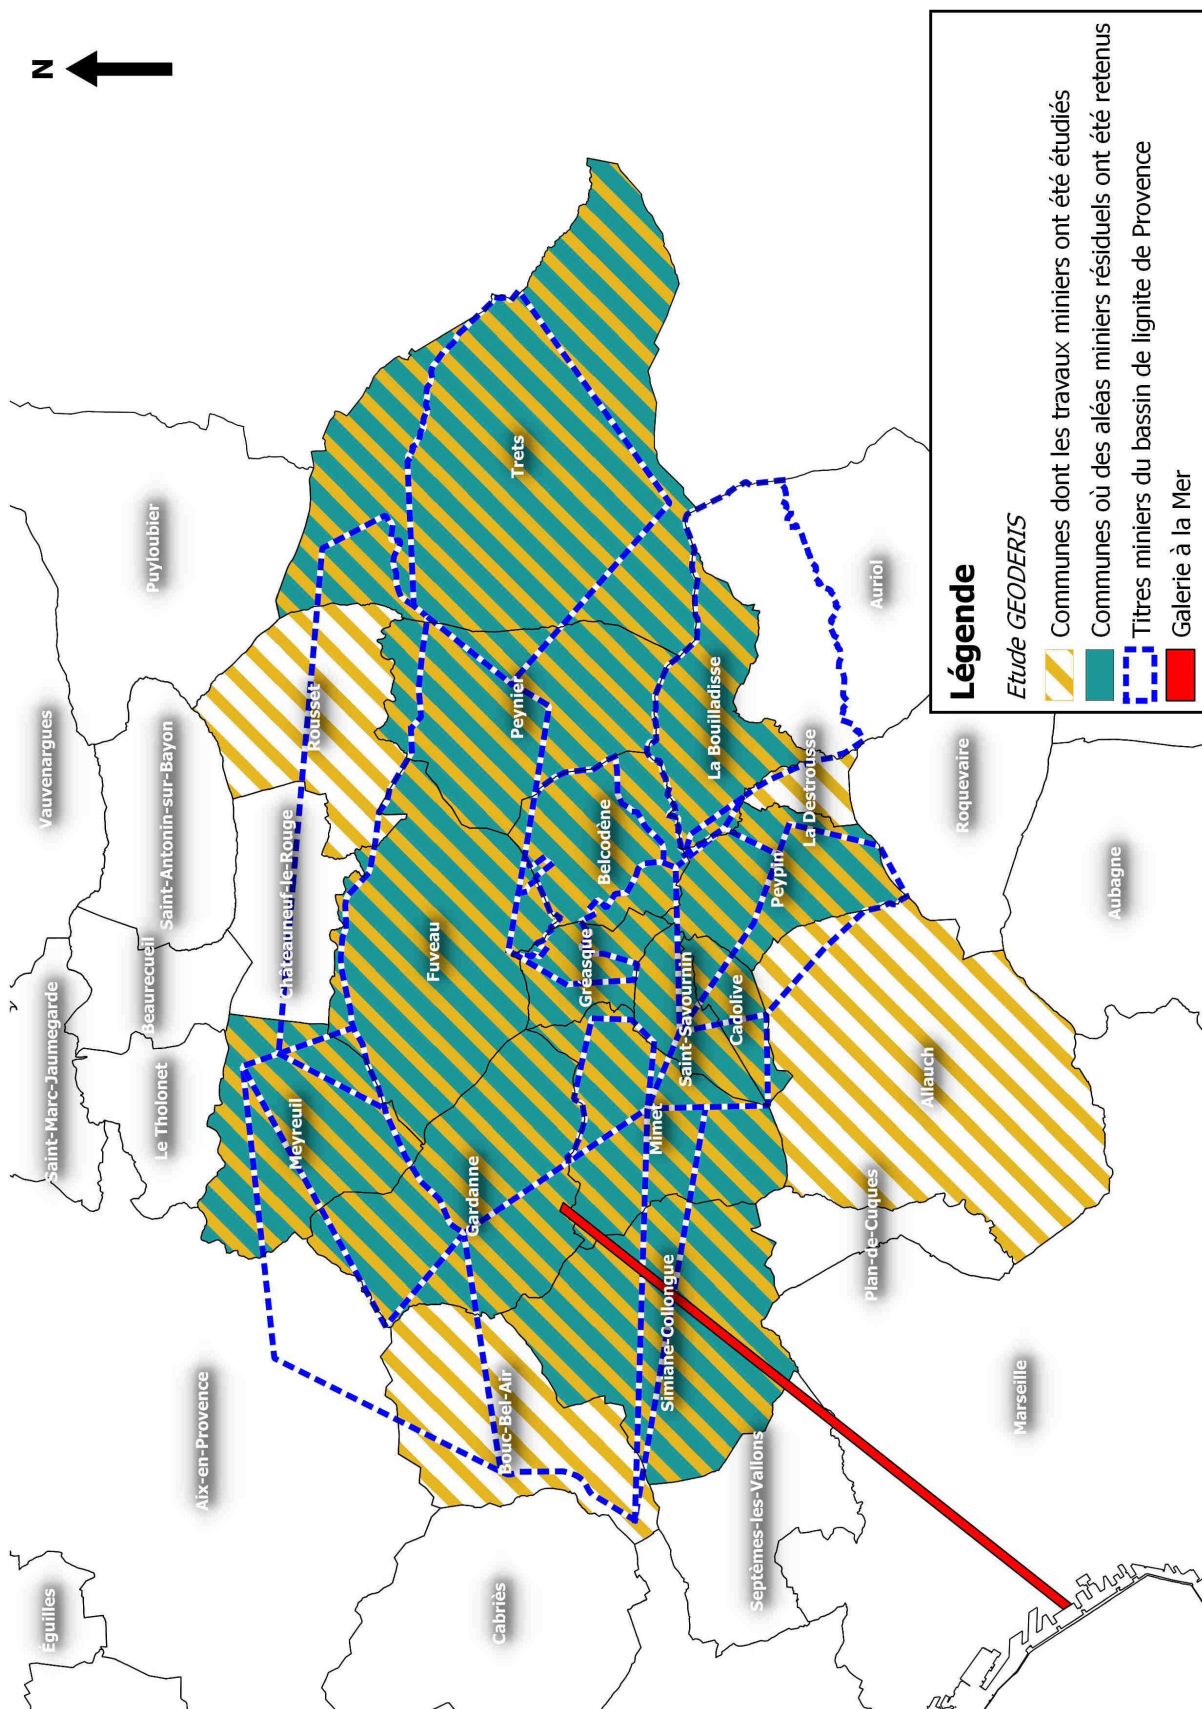 N
Vauvenargues
Puyloubier
Saint-Antonin-sur-Bayon
Saint-Marc-Jaumegarde
Beaurecueil
Le Tholonet
Châteauneuf-le-Rouge
Rousset
Aix-en-Provence
Éguilles
Meyreuil
Fuveau
Trets
Peynier
Gardanne
Bouc-Bel-Air
Cabriès
Gréasque
Belcodène
La Bouilladisse
Mimet
Saint-Savournin
Cadolive
Peypin
La Destrousse
Auriol
Simiane-Collongue
Septèmes-les-Vallons
Plan-de-Cuques
Allauch
Roquevaire
Aubagne
Marseille
Légende
Etude GEODERIS
Communes dont les travaux miniers ont été étudiés
Communes où des aléas miniers résiduels ont été retenus
Titres miniers du bassin de lignite de Provence
Galerie à la Mer